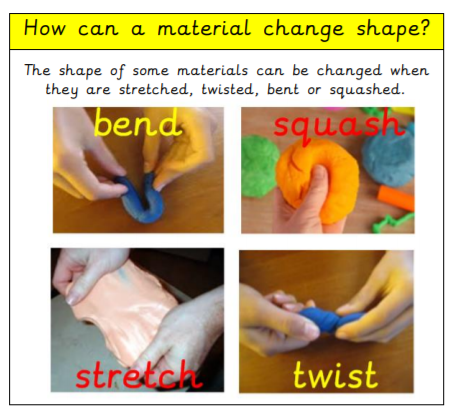 How can a material change shape?
The shape of some materials can be changed when
they are stretched, twisted, bent or squashed.
bend
squash
stretch
twist